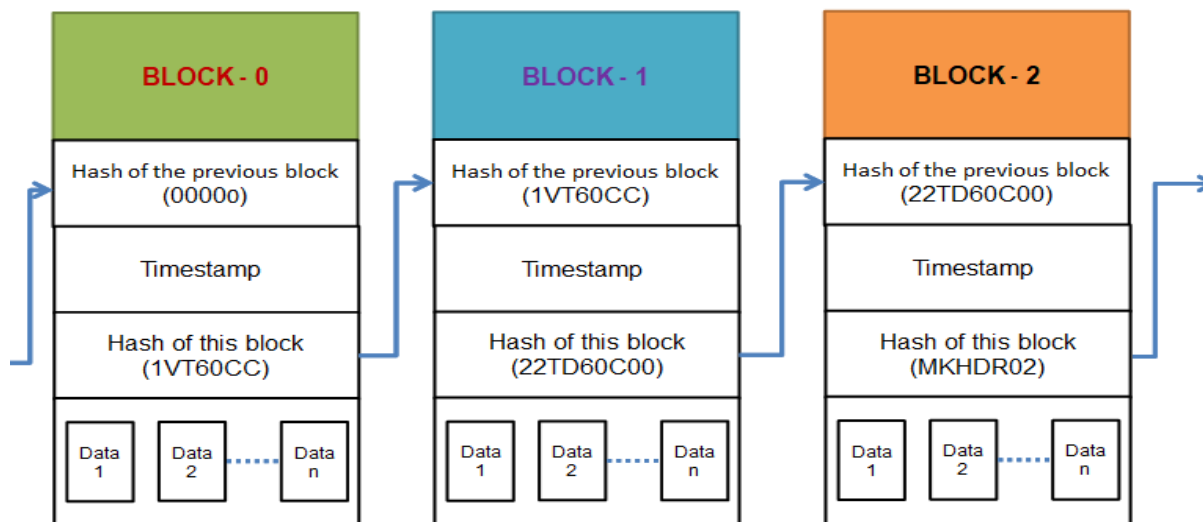 BLOCK - 0
Hash of the previous block
(0000o)
Timestamp
Hash of this block
(1VT60CC)
Data
1
Data
2
Data
n
BLOCK - 1
Hash of the previous block
(1VT60CC)
Timestamp
Hash of this block
(22TD60C00)
Data
1
Data
2
Data
n
BLOCK - 2
Hash of the previous block
(22TD60C00)
Timestamp
Hash of this block
(MKHDR02)
Data
1
Data
2
Data
n